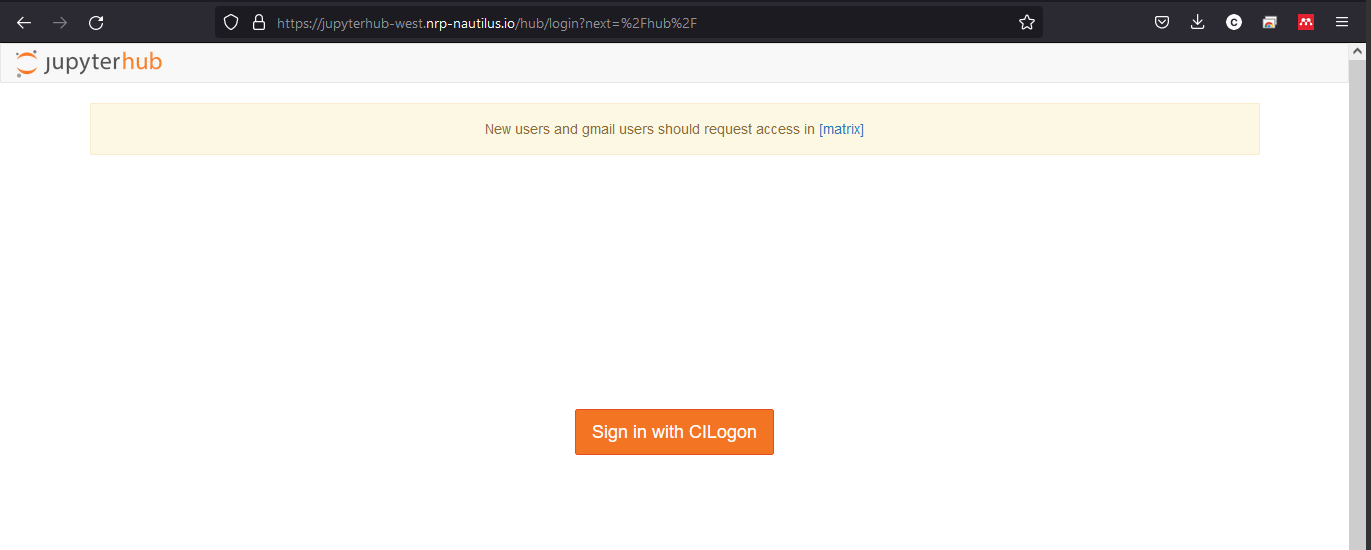 https://jupyterhub-west.nrp-nautilus.io/hub/login?next=%2Fhub%2F
jupyterhub
New users and gmail users should request access in [matrix]
Sign in with CILogon